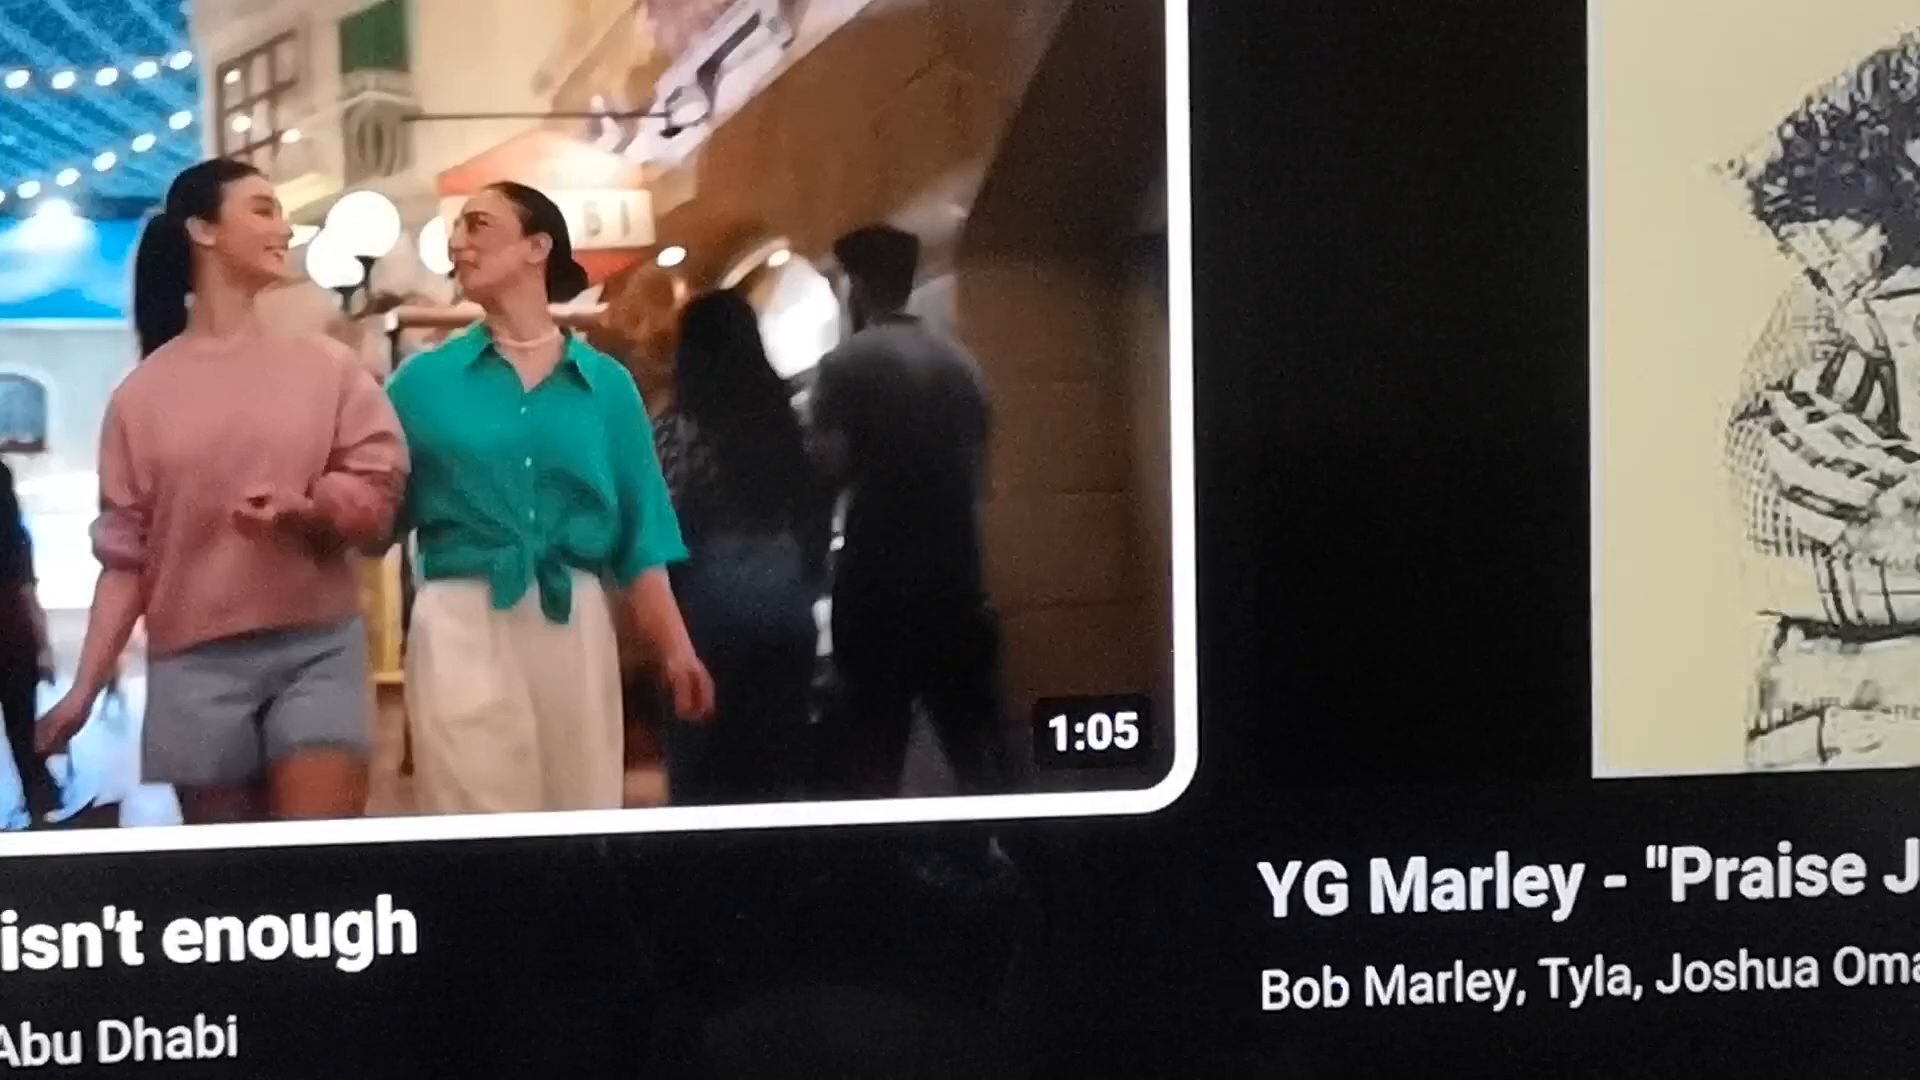 1:05
isn't enough
Abu Dhabi
YG Marley - "Praise J
Bob Marley, Tyla, Joshua Oma